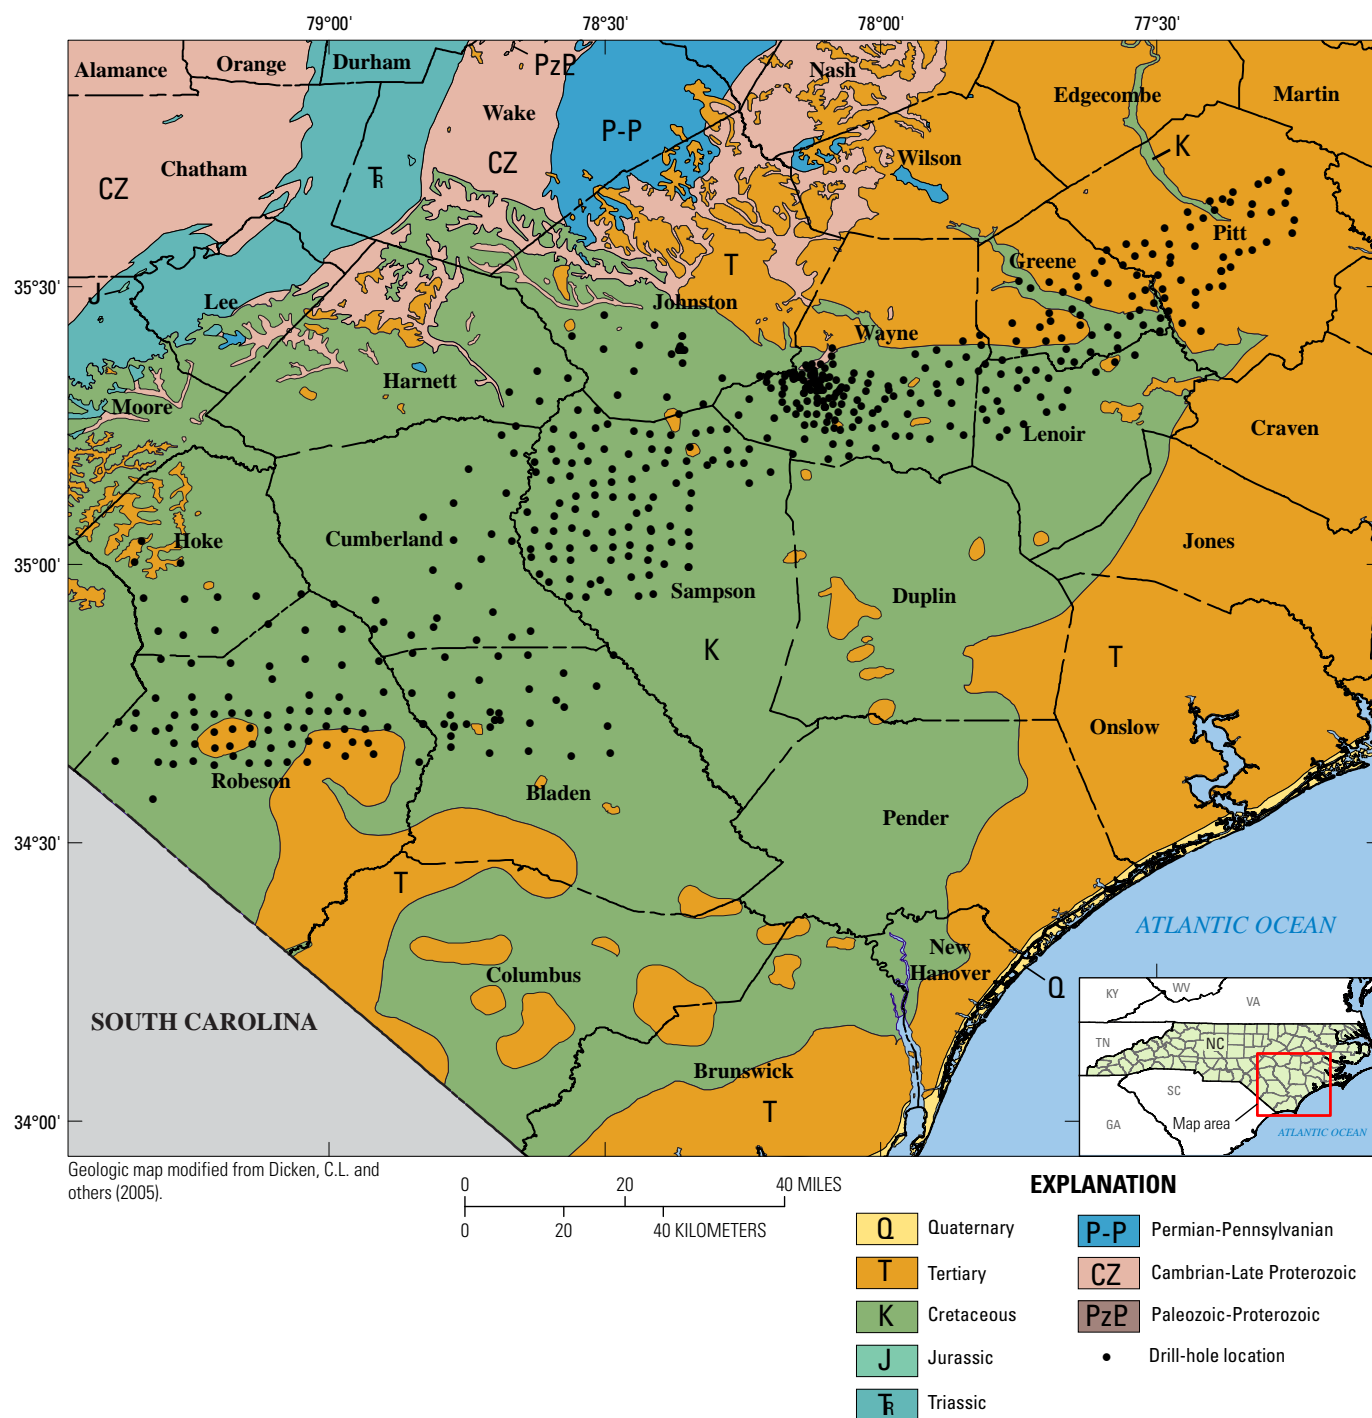 79°00'
78°30'
78°00'
77°30'
Alamance
Orange
Durham
PzP
Nash
Edgecombe
Martin
Wake
P-P
K
Wilson
Chatham
CZ
CZ
TR
Pitt
Greene
T
35°30'
J
Lee
Johnston
Wayne
Harnett
Moore
Lenoir
Craven
Hoke
Cumberland
Jones
35°00'
Sampson
Duplin
K
T
Onslow
Robeson
Bladen
Pender
34°30'
T
ATLANTIC OCEAN
New
Hanover
Columbus
Q
SOUTH CAROLINA
Brunswick
T
34°00'
KY
WV
VA
TN
NC
SC
GA
Map area
ATLANTIC OCEAN
Geologic map modified from Dicken, C.L. and
others (2005).
0 20 40 MILES
0 20 40 KILOMETERS
EXPLANATION
Q Quaternary
T Tertiary
K Cretaceous
J Jurassic
TR Triassic
P-P Permian-Pennsylvanian
CZ Cambrian-Late Proterozoic
PzP Paleozoic-Proterozoic
Drill-hole location